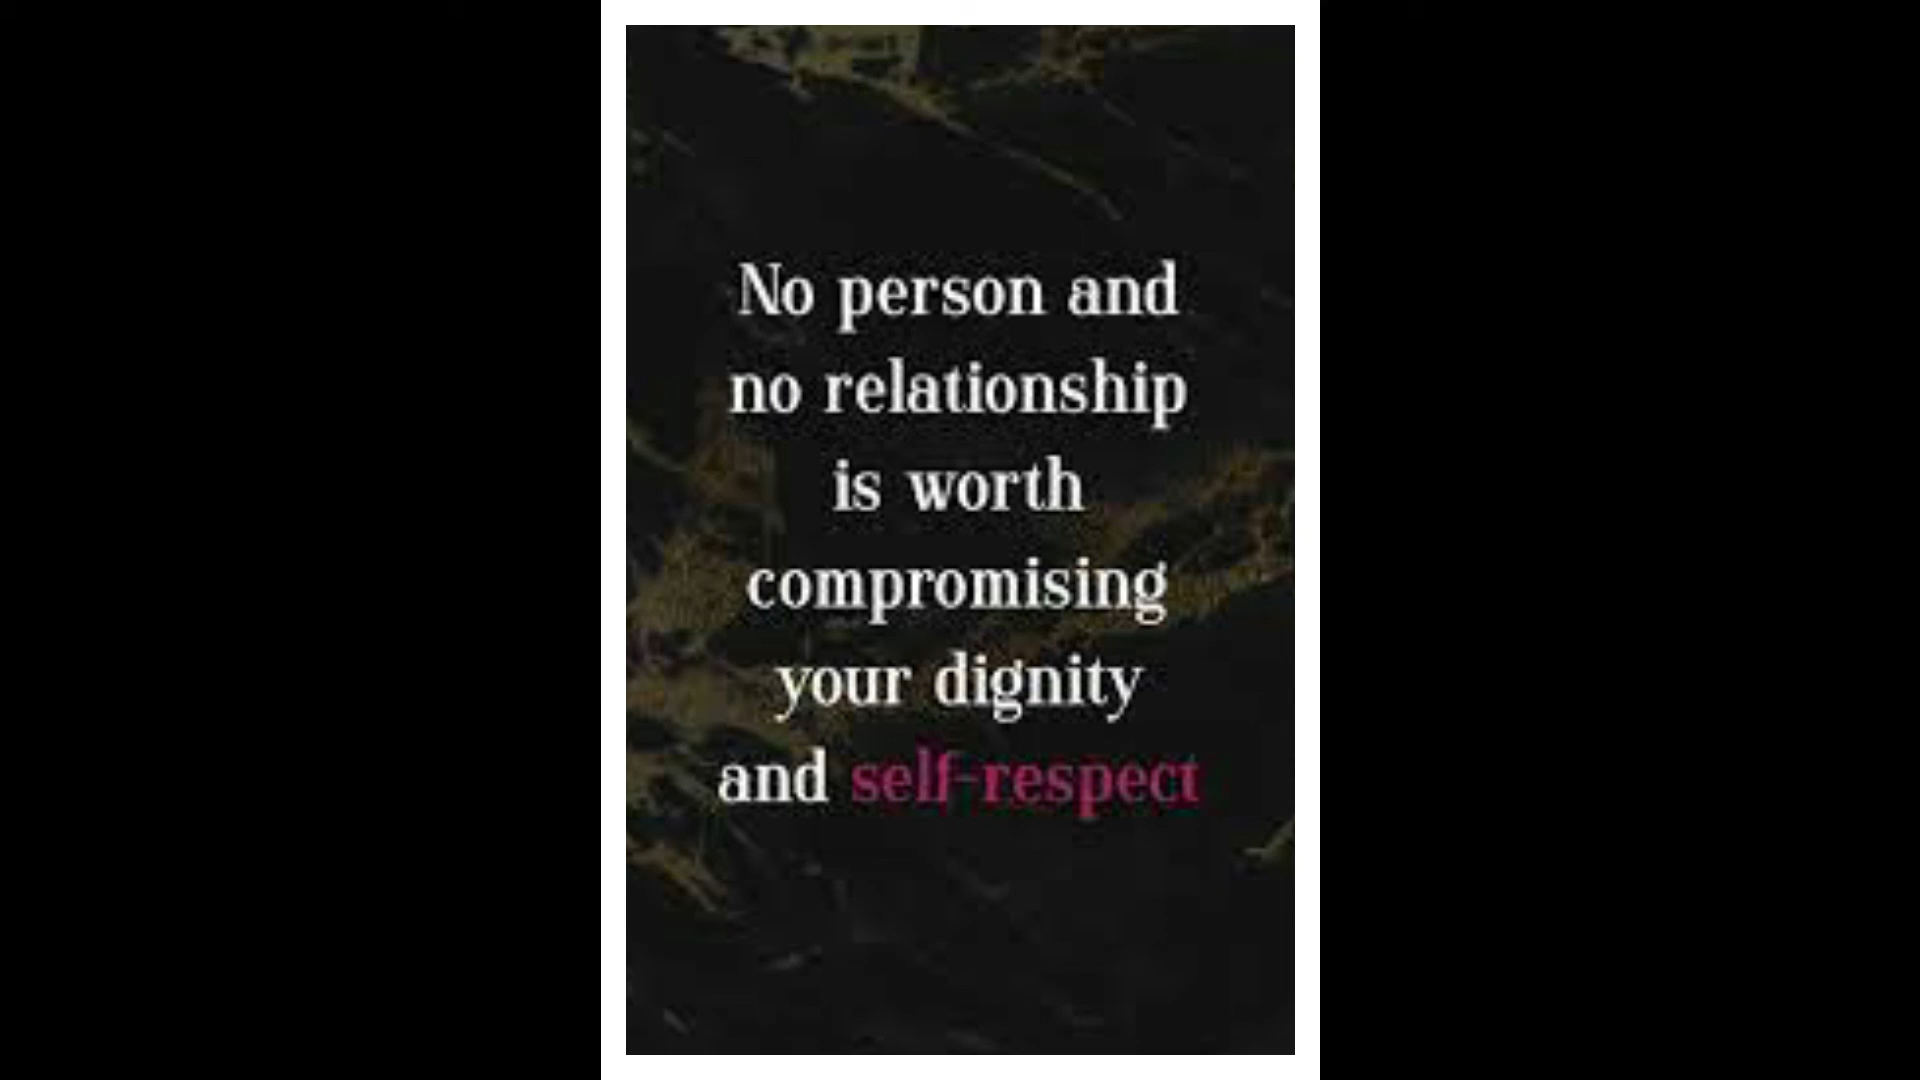 No person and
no relationship
is worth
compromising
your dignity
and self-respect